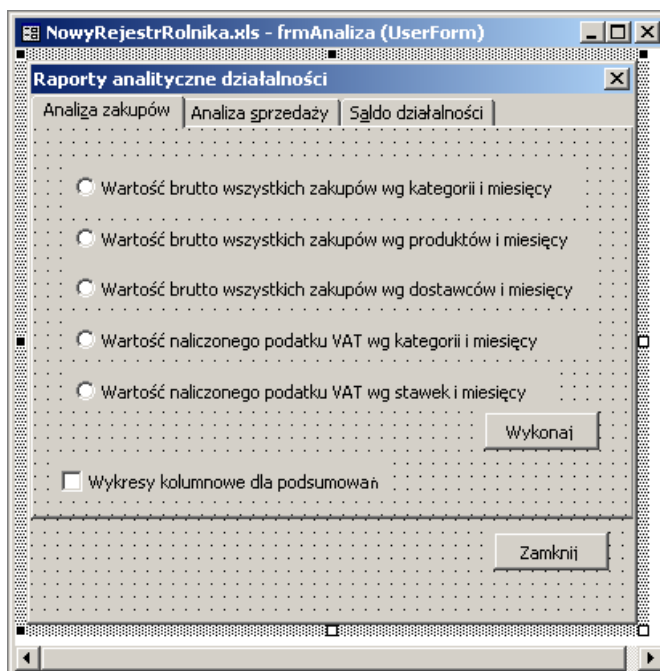 NowyRejestrRolnika.xls - frmAnaliza (UserForm)
Raporty analityczne działalności
Analiza zakupów Analiza sprzedaży Saldo działalności
Wartość brutto wszystkich zakupów wg kategorii i miesięcy
Wartość brutto wszystkich zakupów wg produktów i miesięcy
Wartość brutto wszystkich zakupów wg dostawców i miesięcy
Wartość naliczonego podatku VAT wg kategorii i miesięcy
Wartość naliczonego podatku VAT wg stawek i miesięcy
Wykonaj
Wykresy kolumnowe dla podsumowań
Zamknij